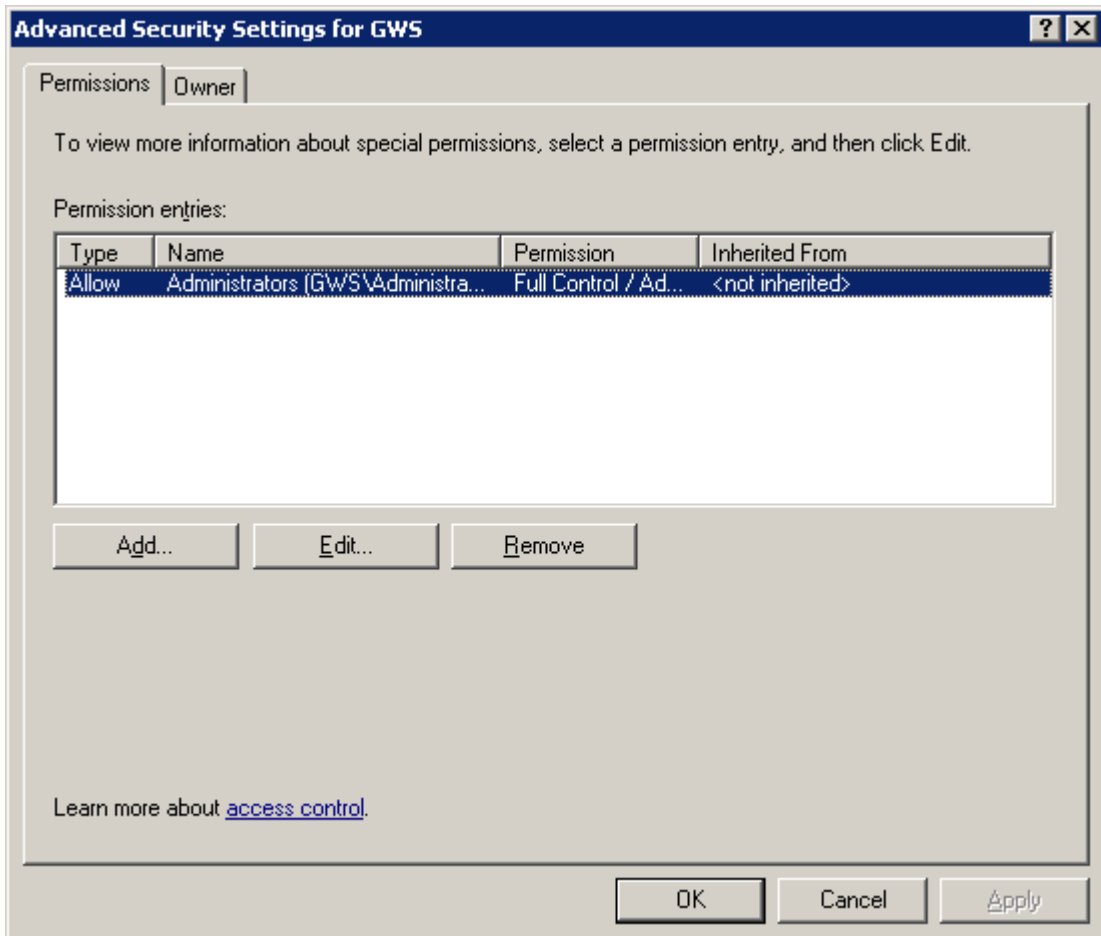 Advanced Security Settings for GWS
Permissions Owner
To view more information about special permissions, select a permission entry, and then click Edit.
Permission entries:
Type Name Permission Inherited From
Allow Administrators (GWS\Administra... Full Control / Ad... <not inherited>
Add... Edit... Remove
Learn more about access control.
OK Cancel Apply